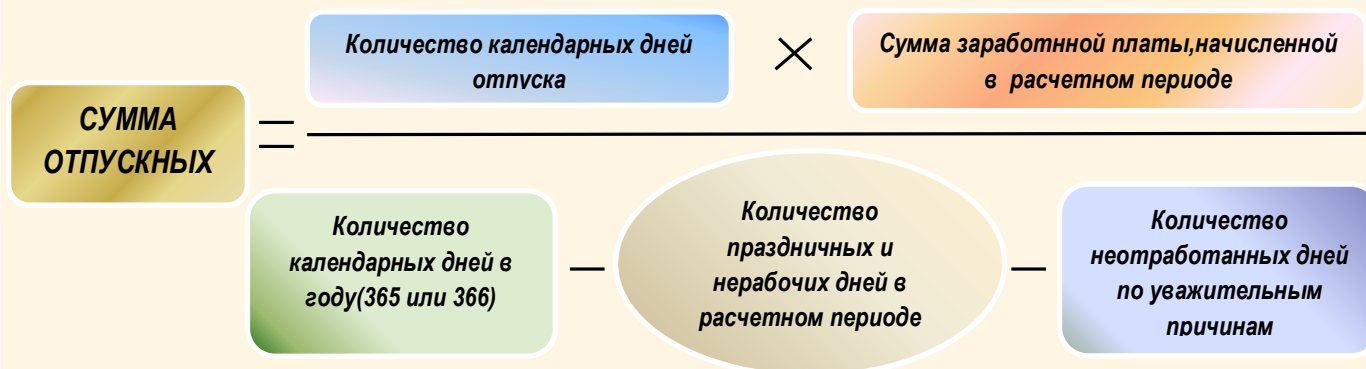 Количество календарных дней
отпуска
Сумма заработнной платы,начисленной
в расчетном периоде
СУММА
ОТПУСКНЫХ
Количество
календарных дней в
году(365 или 366)
Количество
праздничных и
нерабочих дней в
расчетном периоде
Количество
неотработанных дней
по уважительным
причинам